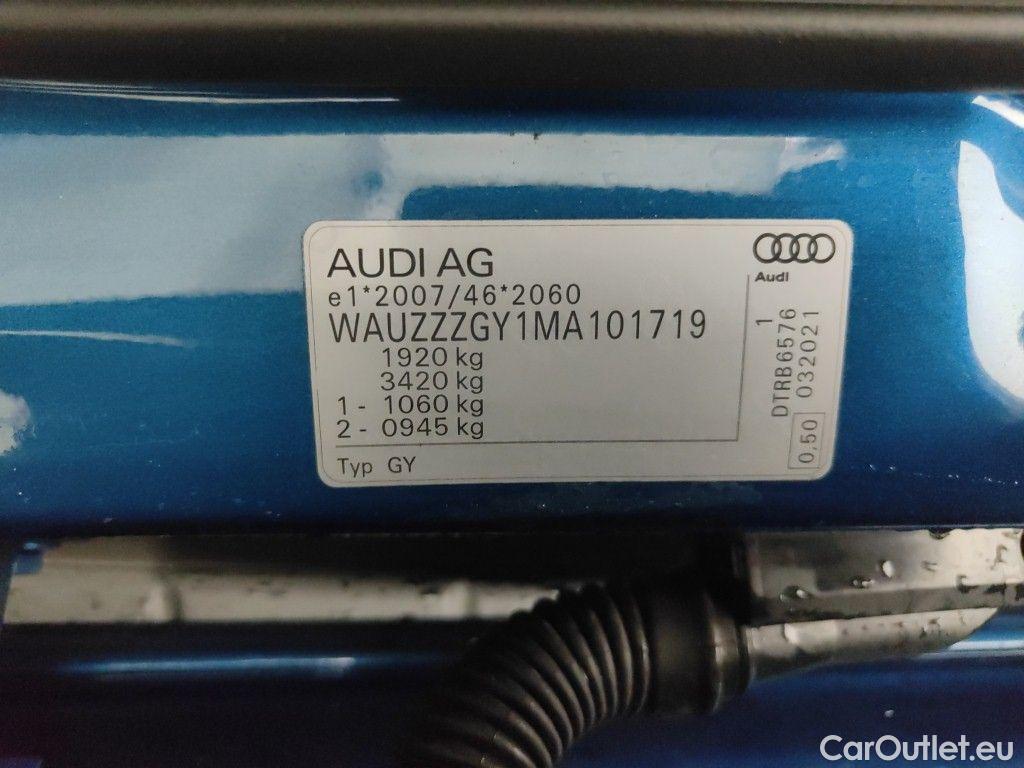 AUDI AG
e1*2007/46*2060
WAUZZZGY1MA101719
1920 kg
3420 kg
1 - 1060 kg
2 - 0945 kg
Typ GY
Audi
1
DTRB6576
032021
0,50
CarOutlet.eu